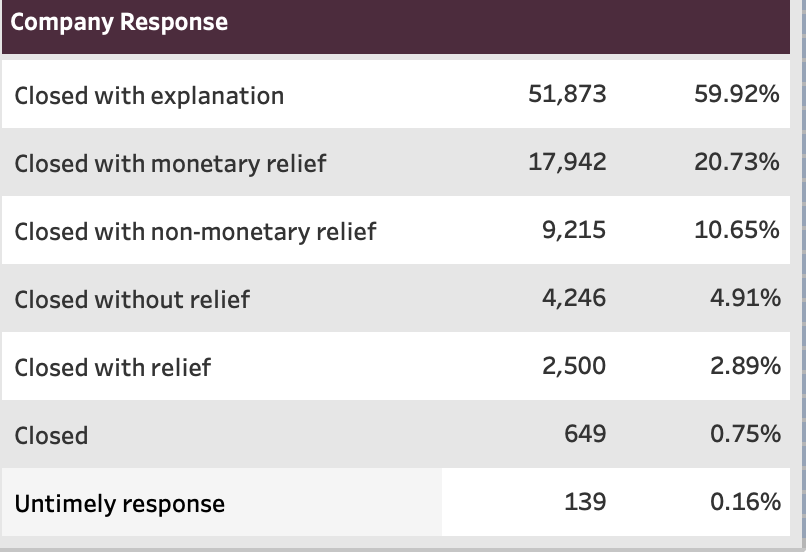 Company Response
Closed with explanation 51,873 59.92%
Closed with monetary relief 17,942 20.73%
Closed with non-monetary relief 9,215 10.65%
Closed without relief 4,246 4.91%
Closed with relief 2,500 2.89%
Closed 649 0.75%
Untimely response 139 0.16%